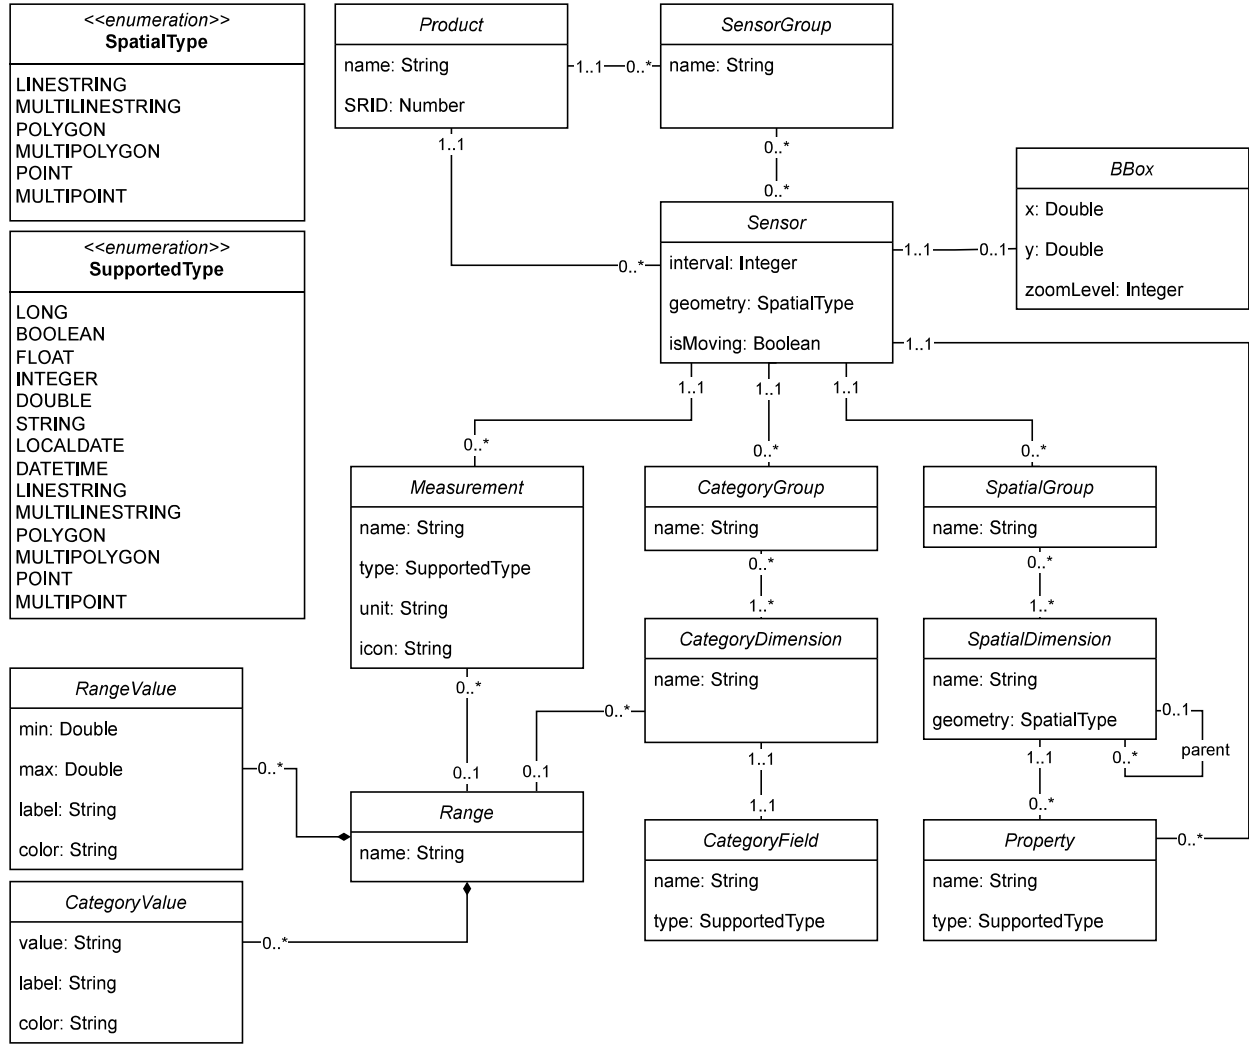 <<enumeration>>
SpatialType
LINESTRING
MULTILINESTRING
POLYGON
MULTIPOLYGON
POINT
MULTIPOINT
<<enumeration>>
SupportedType
LONG
BOOLEAN
FLOAT
INTEGER
DOUBLE
STRING
LOCALDATE
DATETIME
LINESTRING
MULTILINESTRING
POLYGON
MULTIPOLYGON
POINT
MULTIPOINT
Product
name: String
SRID: Number
1..1
0..*
SensorGroup
name: String
1..1
0..*
0..*
0..*
Sensor
interval: Integer
geometry: SpatialType
isMoving: Boolean
1..1
0..1
BBox
x: Double
y: Double
zoomLevel: Integer
1..1
1..1
1..1
1..1
0..*
0..*
0..*
Measurement
name: String
type: SupportedType
unit: String
icon: String
CategoryGroup
name: String
SpatialGroup
name: String
0..*
0..*
1..*
1..*
CategoryDimension
name: String
SpatialDimension
name: String
geometry: SpatialType
0..1
parent
0..*
0..*
0..*
0..1
0..1
1..1
1..1
1..1
0..*
RangeValue
min: Double
max: Double
label: String
color: String
0..*
Range
name: String
CategoryField
name: String
type: SupportedType
Property
name: String
type: SupportedType
0..*
CategoryValue
value: String
label: String
color: String
0..*